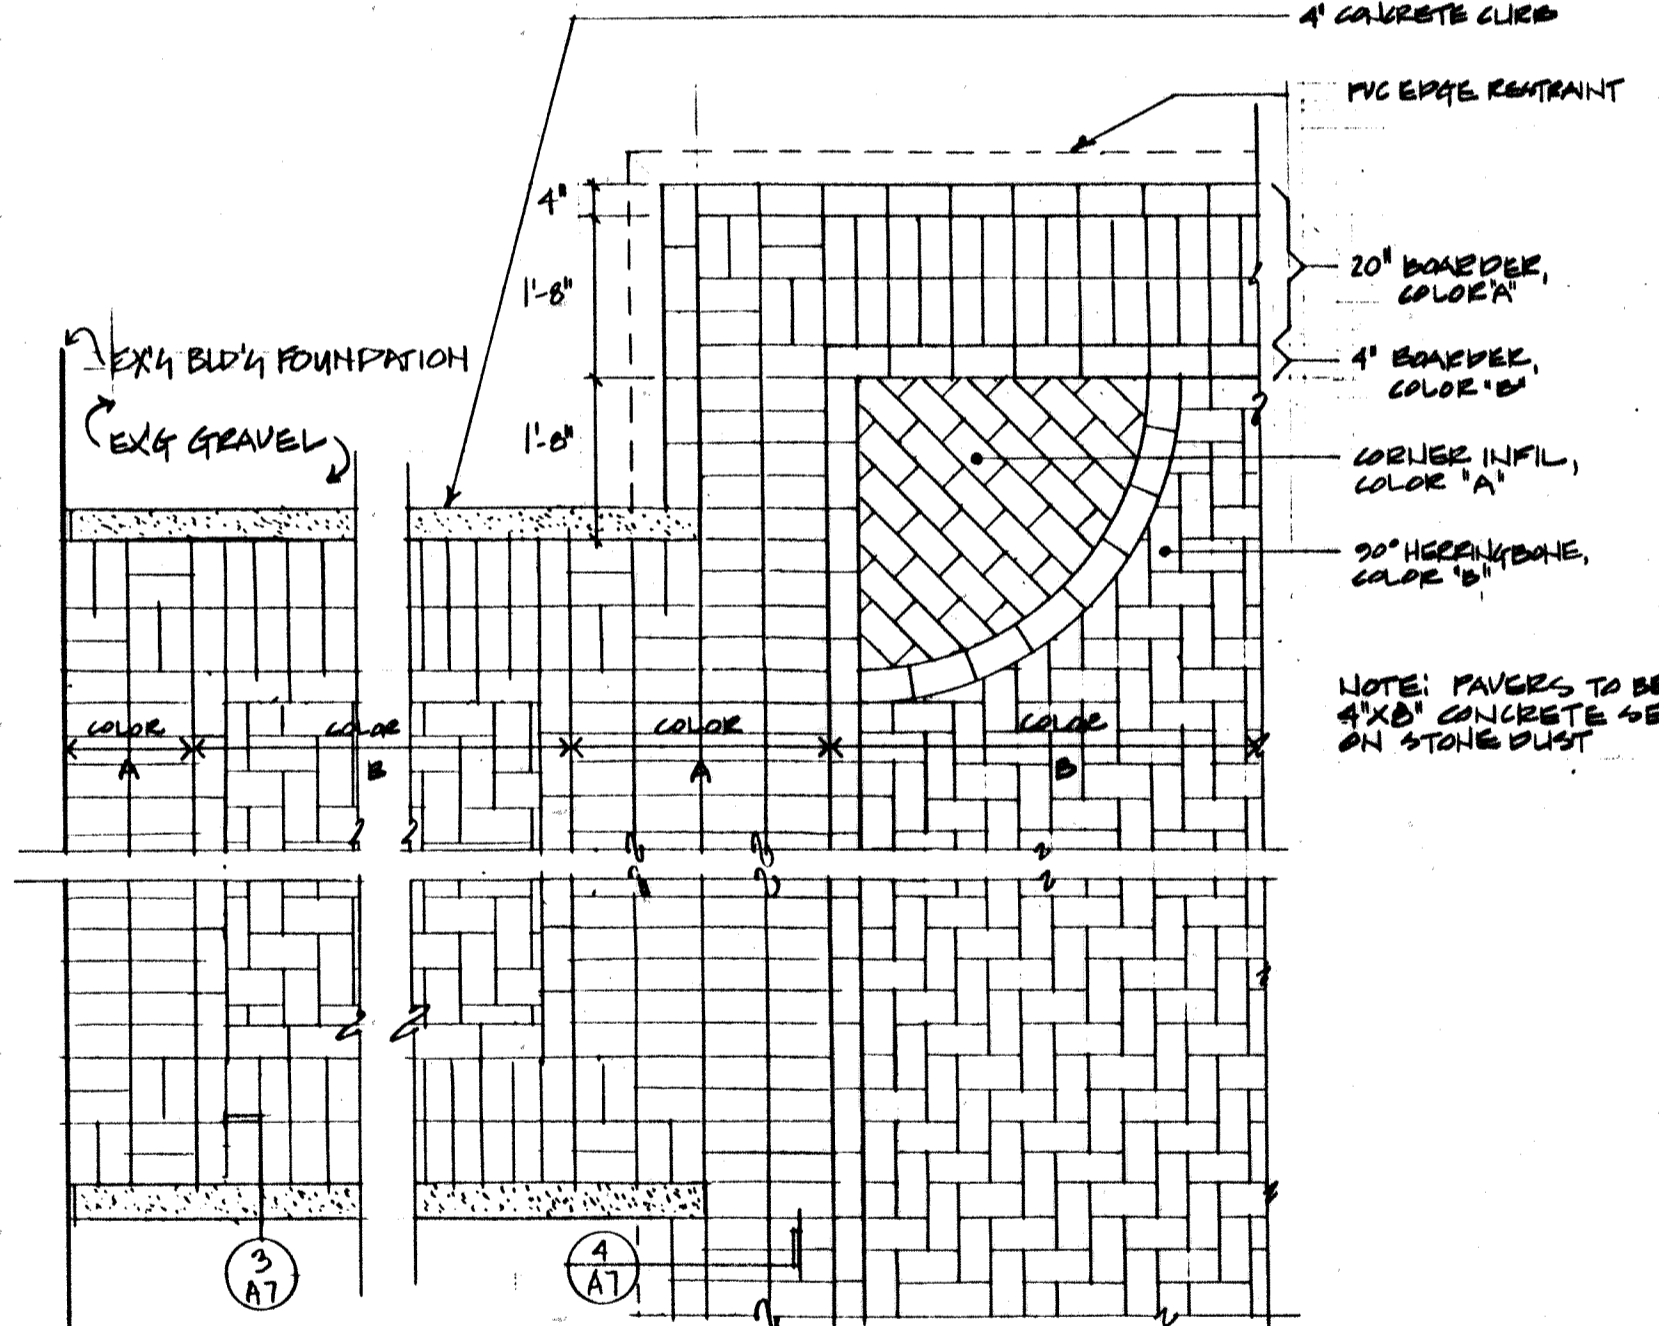 4" CONCRETE CURB
PVC EDGE RESTRAINT
4"
1'-8"
20" BOARDER,
COLOR "A"
EX'G BLD'G FOUNDATION
4" BOARDER,
COLOR "B"
EX'G GRAVEL
1'-8"
CORNER INFIL,
COLOR "A"
90° HERRINGBONE,
COLOR "B"
NOTE: PAVERS TO BE
4"X8" CONCRETE SE
ON STONE DUST
COLOR
A
COLOR
B
COLOR
A
COLOR
B
3
A7
4
A7